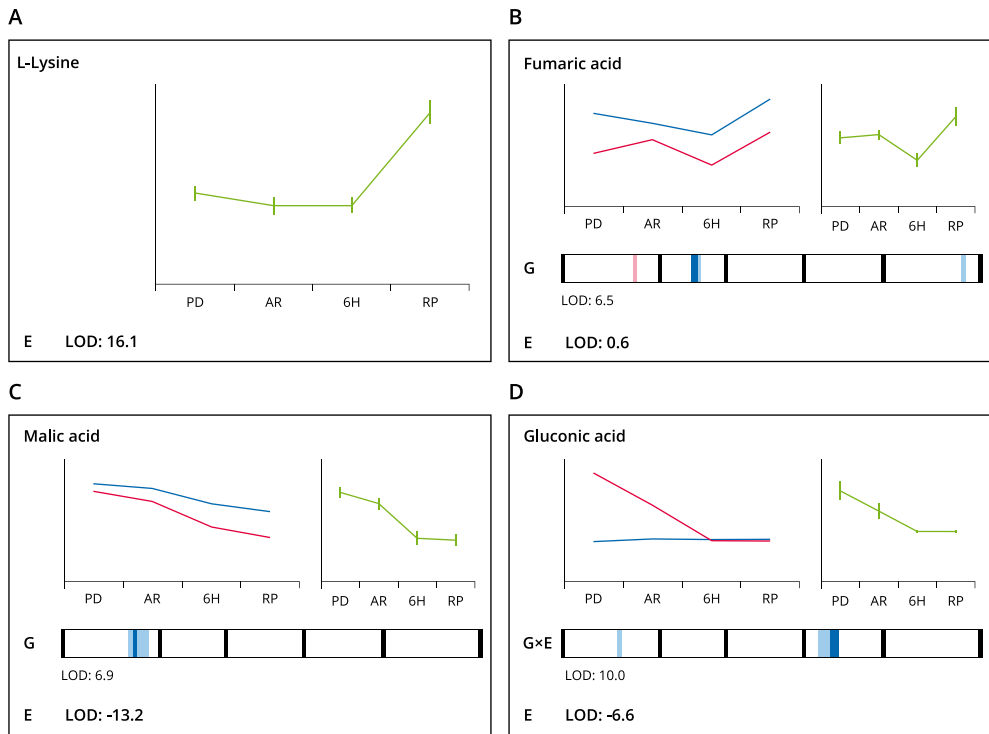 A
L-Lysine
PD AR 6H RP
E LOD: 16.1
B
Fumaric acid
PD AR 6H RP
PD AR 6H RP
G
LOD: 6.5
E LOD: 0.6
C
Malic acid
PD AR 6H RP
PD AR 6H RP
G
LOD: 6.9
E LOD: -13.2
D
Gluconic acid
PD AR 6H RP
PD AR 6H RP
G×E
LOD: 10.0
E LOD: -6.6